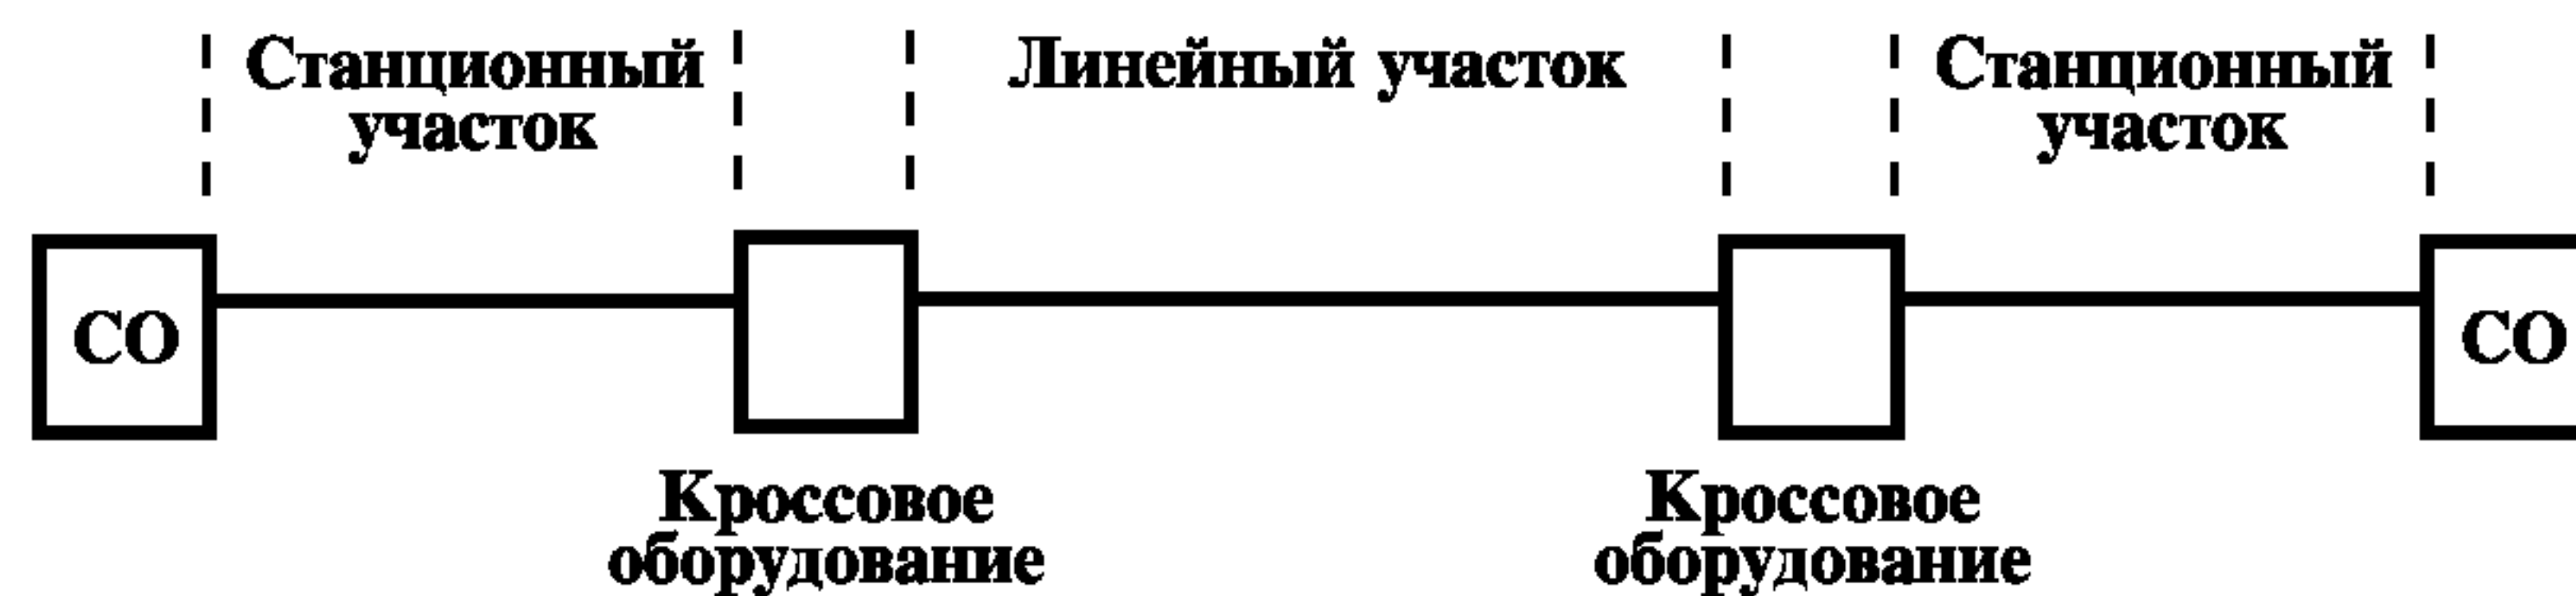 Станционный
участок
Линейный участок
Станционный
участок
СО
СО
Кроссовое
оборудование
Кроссовое
оборудование